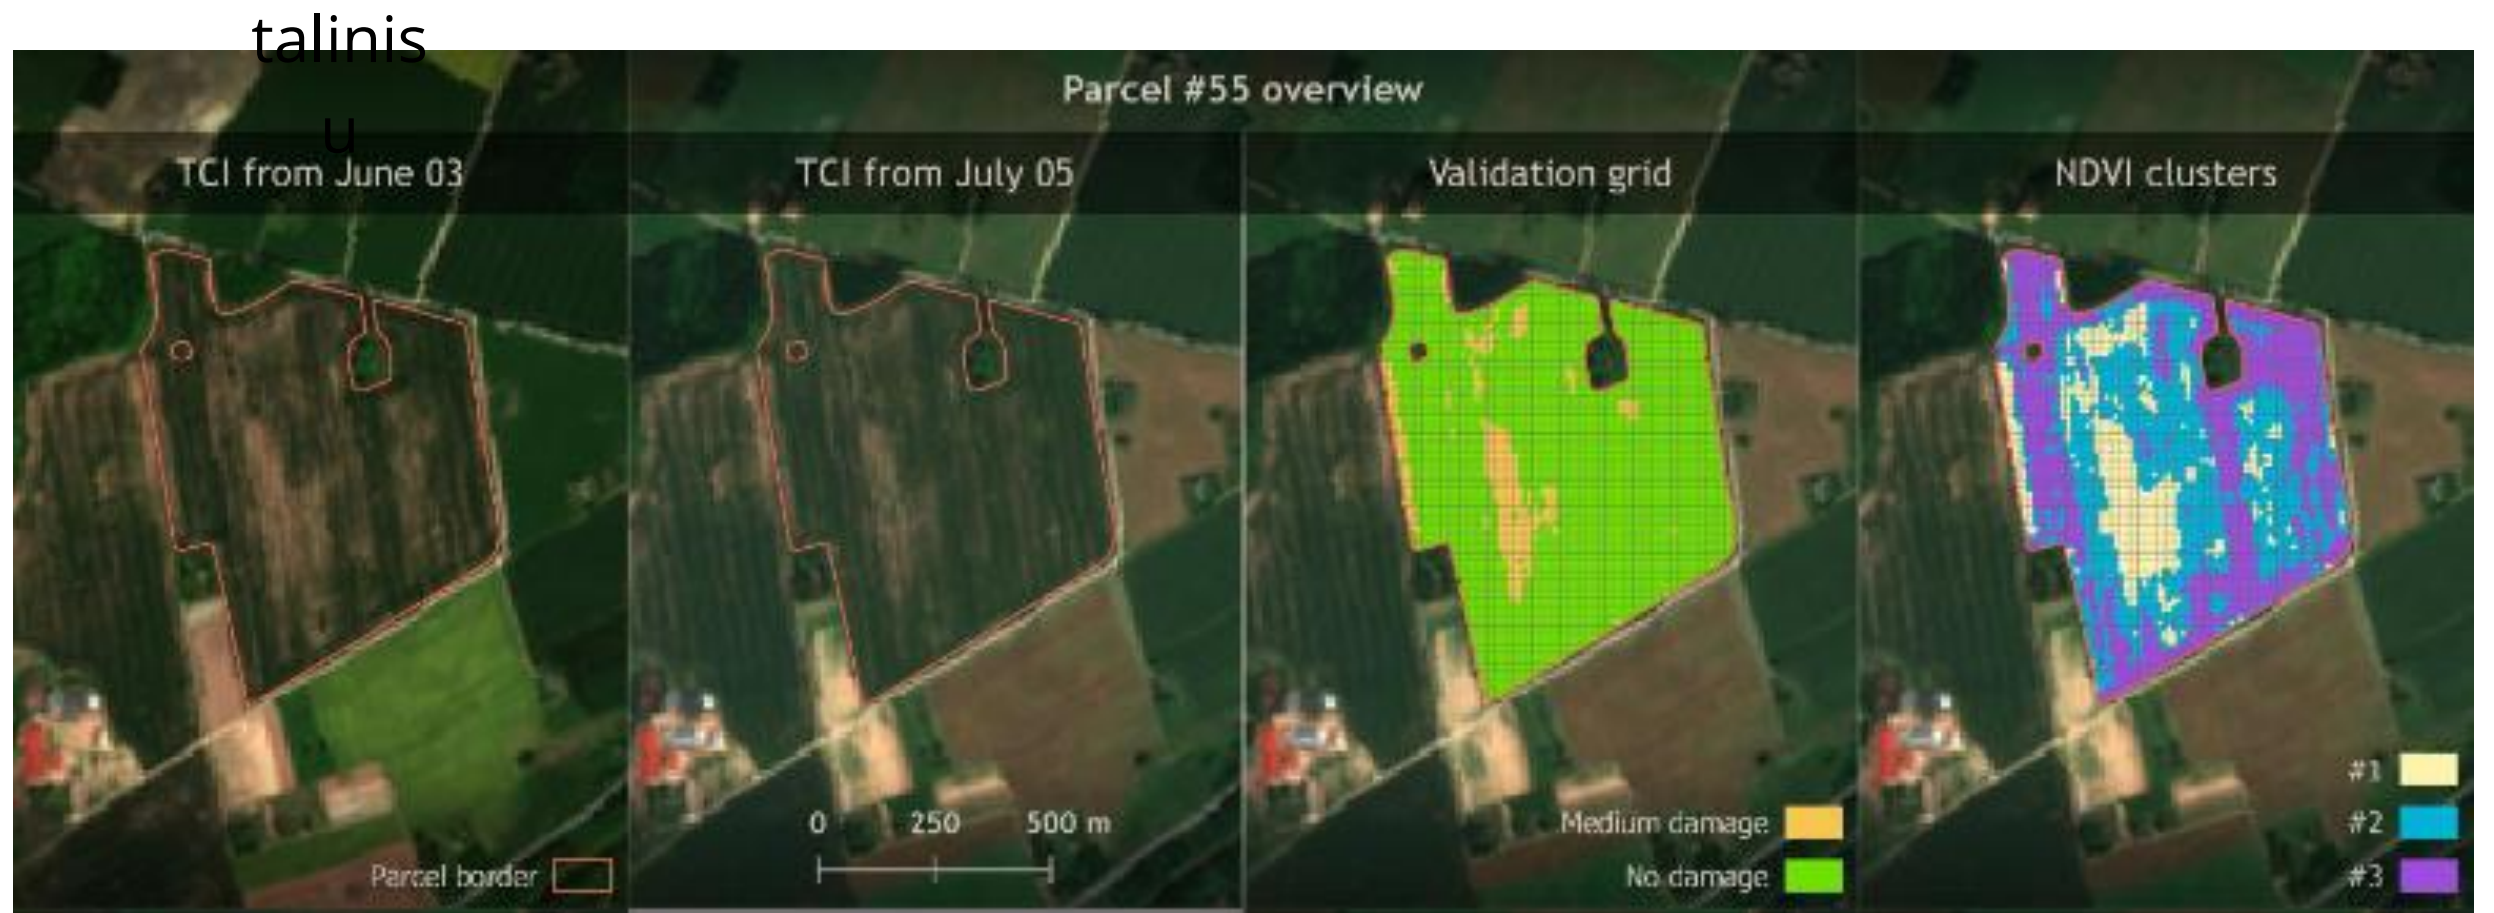 talinis
u
Parcel #55 overview
TCI from June 03
TCI from July 05
Validation grid
NDVI clusters
Parcel border
0 250 500 m
Medium damage
No damage
#1
#2
#3